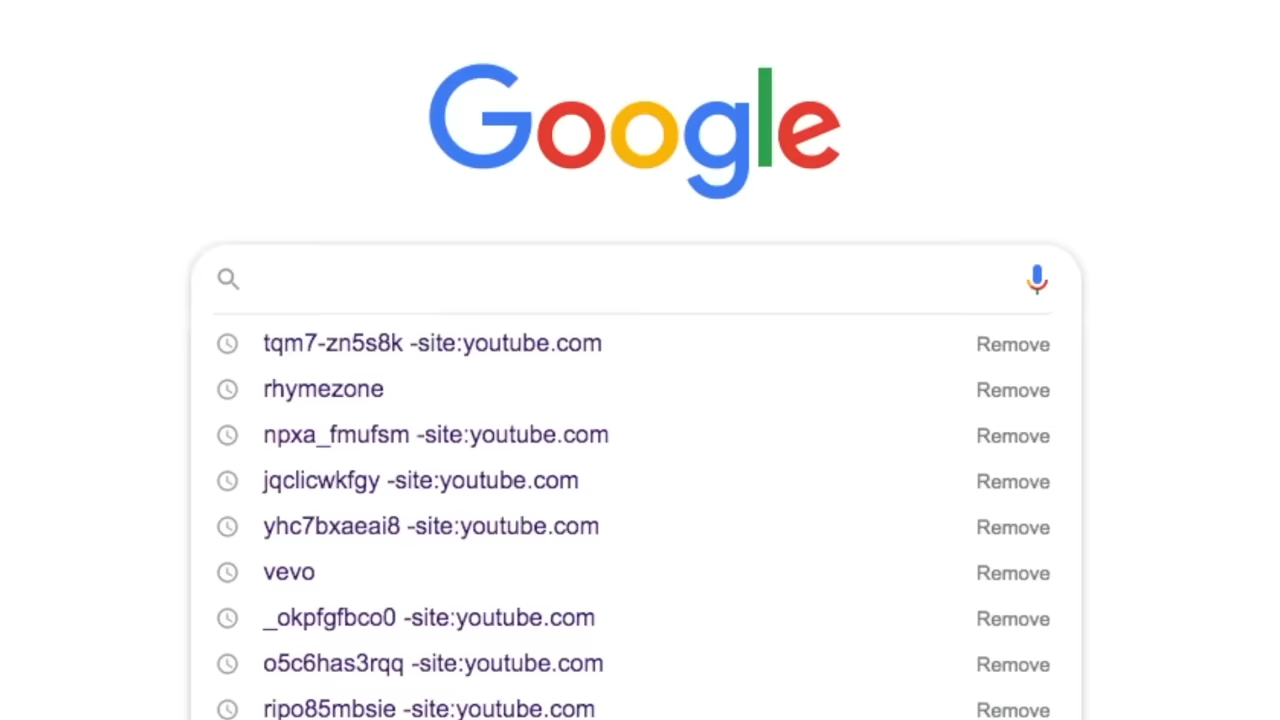 Google
tqm7-zn5s8k -site:youtube.com Remove
rhymezone Remove
npxa_fmufsm -site:youtube.com Remove
jqclicwkfgy -site:youtube.com Remove
yhc7bxaeai8 -site:youtube.com Remove
vevo Remove
_okpfgfbco0 -site:youtube.com Remove
o5c6has3rqq -site:youtube.com Remove
ripo85mbsie -site:youtube.com Remove